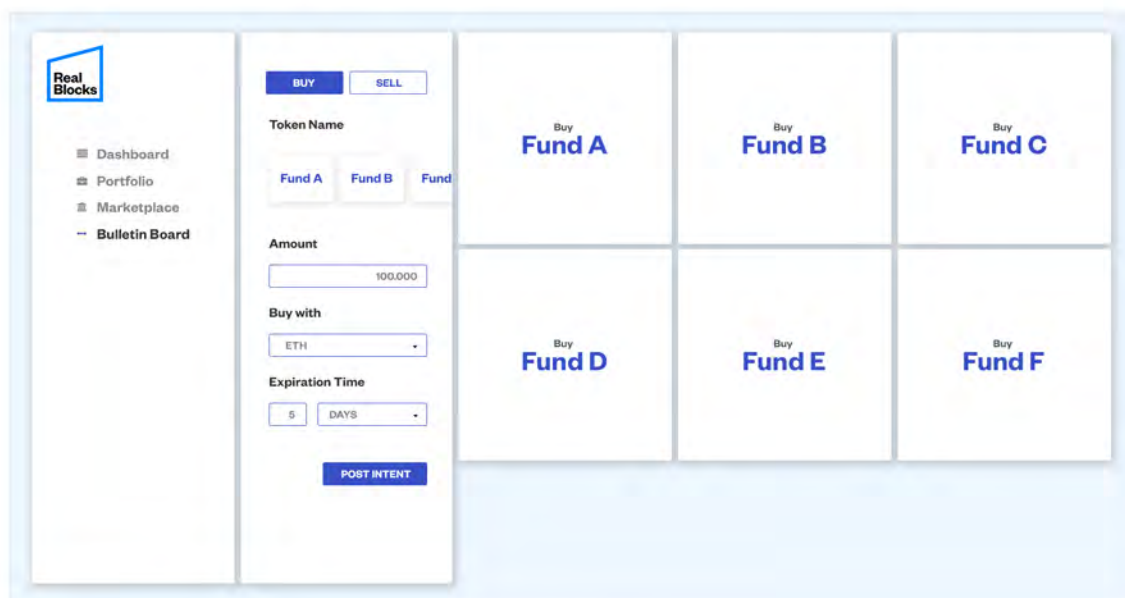 Real
Blocks
Dashboard
Portfolio
Marketplace
Bulletin Board
BUY SELL
Token Name
Fund A Fund B Fund
Amount
100.000
Buy with
ETH
Expiration Time
5 DAYS
POST INTENT
Buy
Fund A
Buy
Fund B
Buy
Fund C
Buy
Fund D
Buy
Fund E
Buy
Fund F